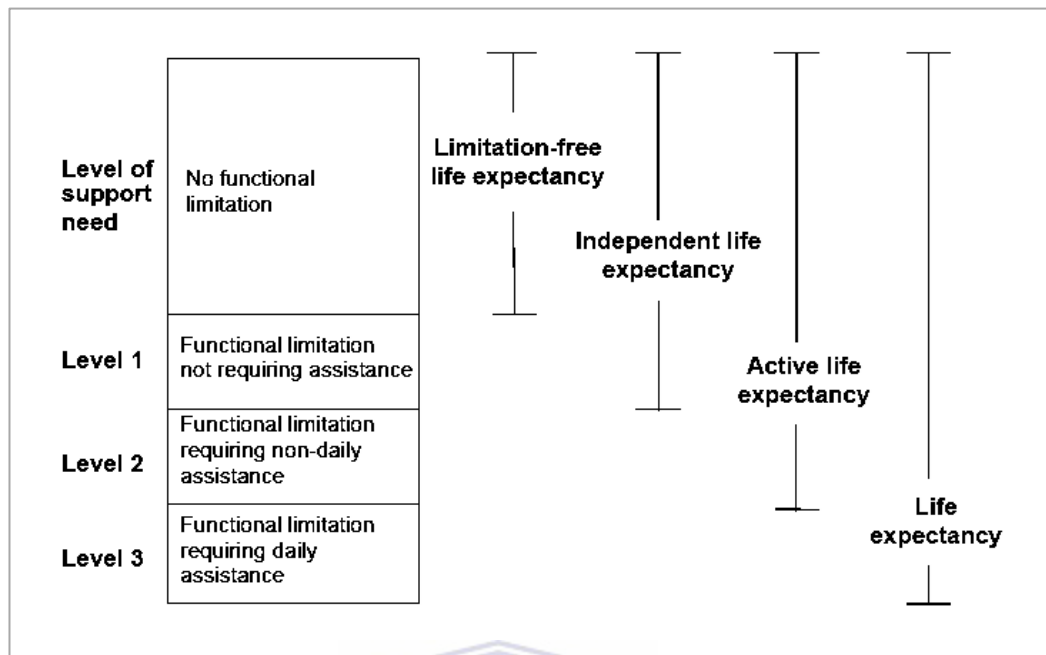 Level of
support
need
No functional
limitation
Limitation-free
life expectancy
Independent life
expectancy
Level 1
Functional limitation
not requiring assistance
Active life
expectancy
Level 2
Functional limitation
requiring non-daily
assistance
Level 3
Functional limitation
requiring daily
assistance
Life
expectancy